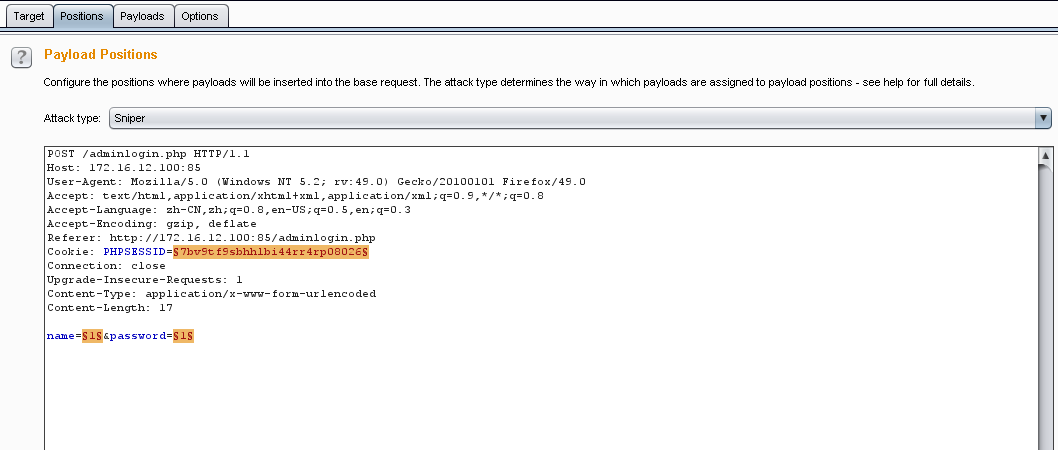 Target Positions Payloads Options
? Payload Positions
Configure the positions where payloads will be inserted into the base request. The attack type determines the way in which payloads are assigned to payload positions - see help for full details.
Attack type: Sniper
POST /adminlogin.php HTTP/1.1
Host: 172.16.12.100:85
User-Agent: Mozilla/5.0 (Windows NT 5.2; rv:49.0) Gecko/20100101 Firefox/49.0
Accept: text/html,application/xhtml+xml,application/xml;q=0.9,*/*;q=0.8
Accept-Language: zh-CN,zh;q=0.8,en-US;q=0.5,en;q=0.3
Accept-Encoding: gzip, deflate
Referer: http://172.16.12.100:85/adminlogin.php
Cookie: PHPSESSID=§7bv9tf9sbhhlbi44rr4rp08026§
Connection: close
Upgrade-Insecure-Requests: 1
Content-Type: application/x-www-form-urlencoded
Content-Length: 17
name=§1§&password=§1§